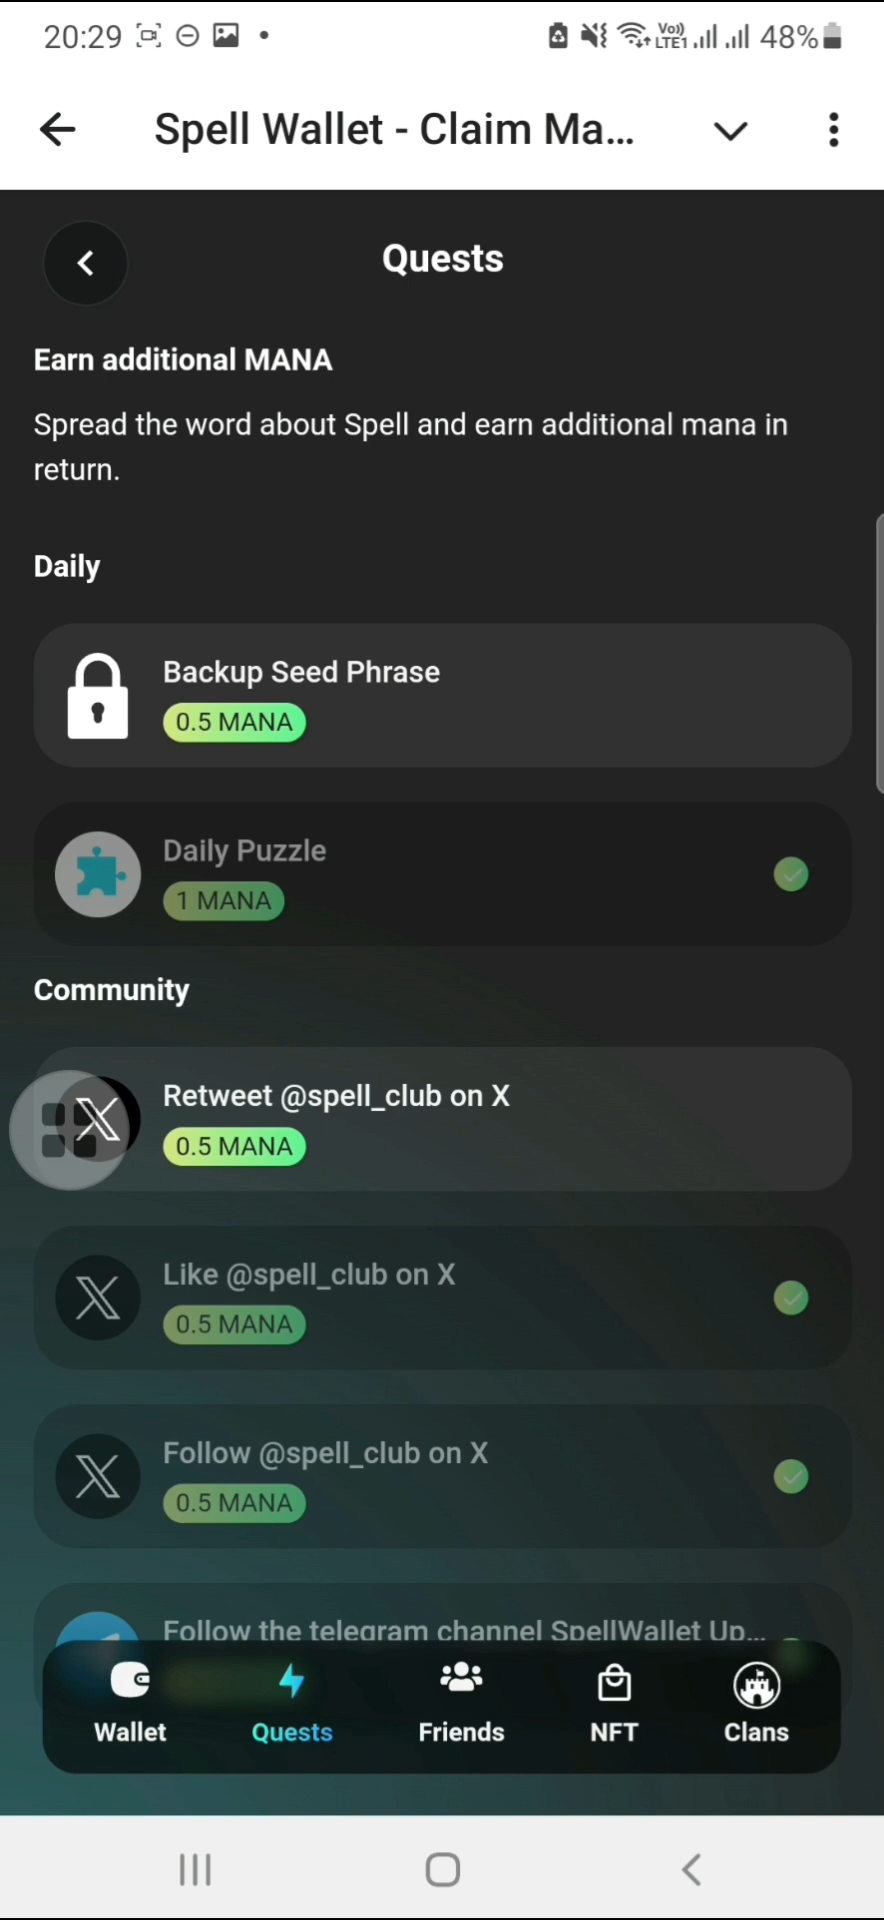 20:29
Vo))
LTE1
48%
Spell Wallet - Claim Ma...
Quests
Earn additional MANA
Spread the word about Spell and earn additional mana in
return.
Daily
Backup Seed Phrase
0.5 MANA
Daily Puzzle
1 MANA
Community
Retweet @spell_club on X
0.5 MANA
Like @spell_club on X
0.5 MANA
Follow @spell_club on X
0.5 MANA
Follow the telegram channel SpellWallet Up...
Wallet
Quests
Friends
NFT
Clans